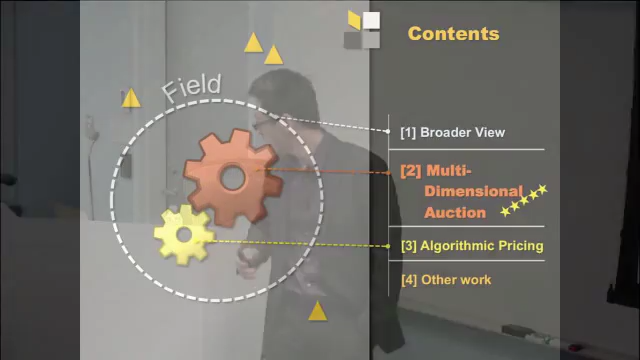 Contents
Field
[1] Broader View
[2] Multi-
Dimensional
Auction
[3] Algorithmic Pricing
[4] Other work